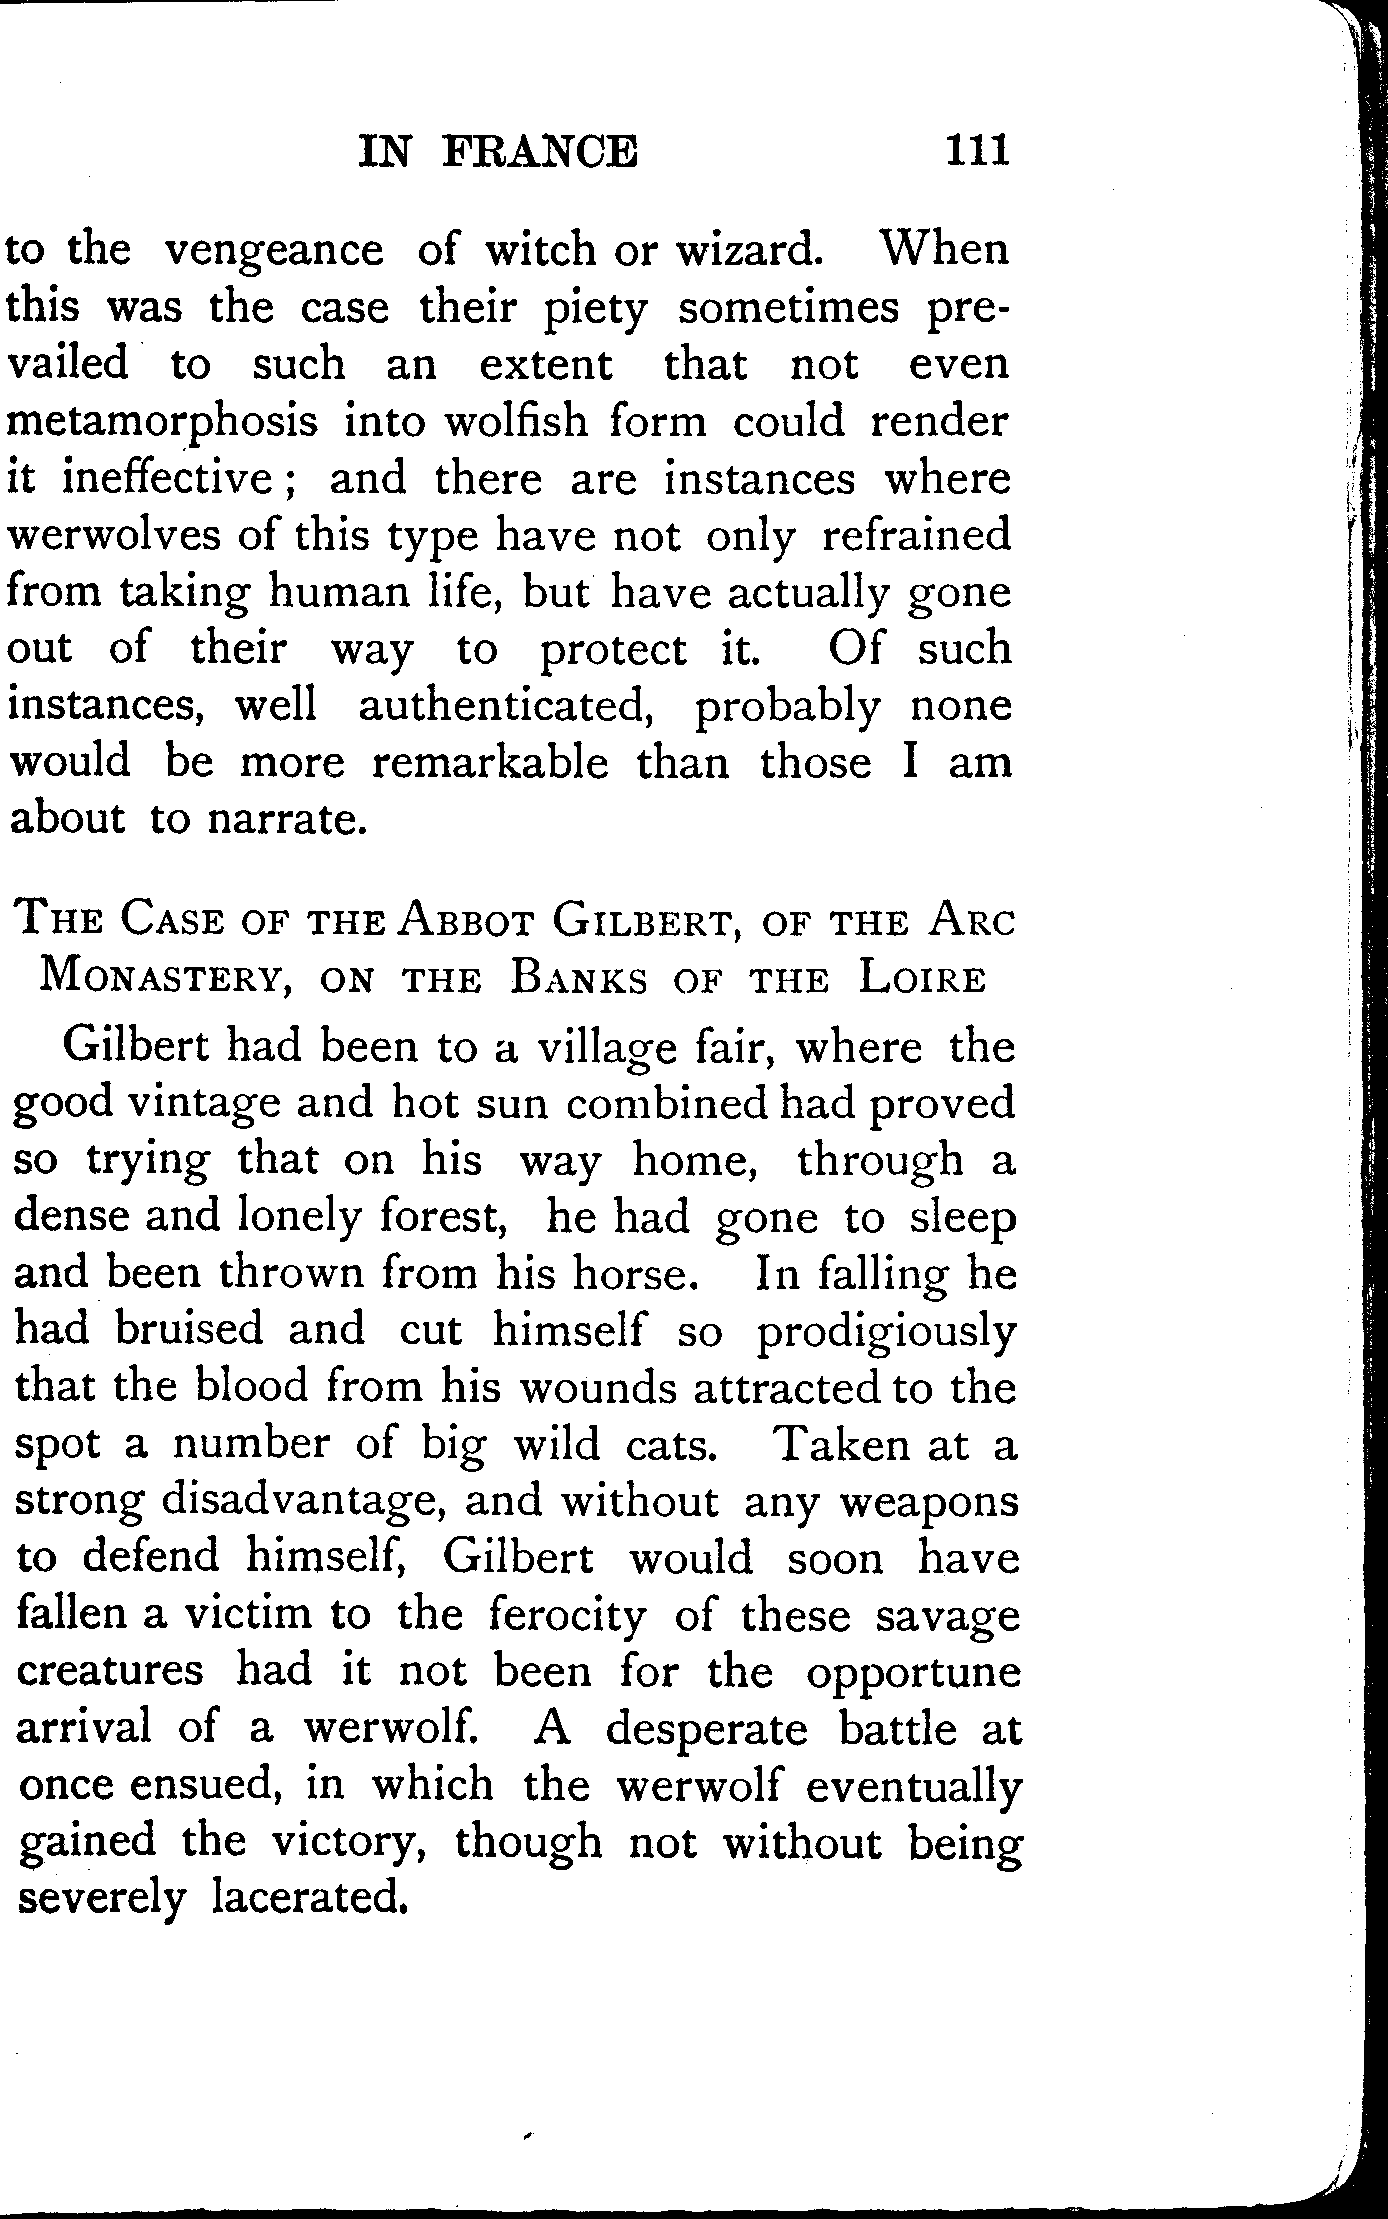 IN FRANCE 111
to the vengeance of witch or wizard. When
this was the case their piety sometimes pre-
vailed to such an extent that not even
metamorphosis into wolfish form could render
it ineffective ; and there are instances where
werwolves of this type have not only refrained
from taking human life, but have actually gone
out of their way to protect it. Of such
instances, well authenticated, probably none
would be more remarkable than those I am
about to narrate.
THE CASE OF THE ABBOT GILBERT, OF THE ARC
MONASTERY, ON THE BANKS OF THE LOIRE
Gilbert had been to a village fair, where the
good vintage and hot sun combined had proved
so trying that on his way home, through a
dense and lonely forest, he had gone to sleep
and been thrown from his horse. In falling he
had bruised and cut himself so prodigiously
that the blood from his wounds attracted to the
spot a number of big wild cats. Taken at a
strong disadvantage, and without any weapons
to defend himself, Gilbert would soon have
fallen a victim to the ferocity of these savage
creatures had it not been for the opportune
arrival of a werwolf. A desperate battle at
once ensued, in which the werwolf eventually
gained the victory, though not without being
severely lacerated.